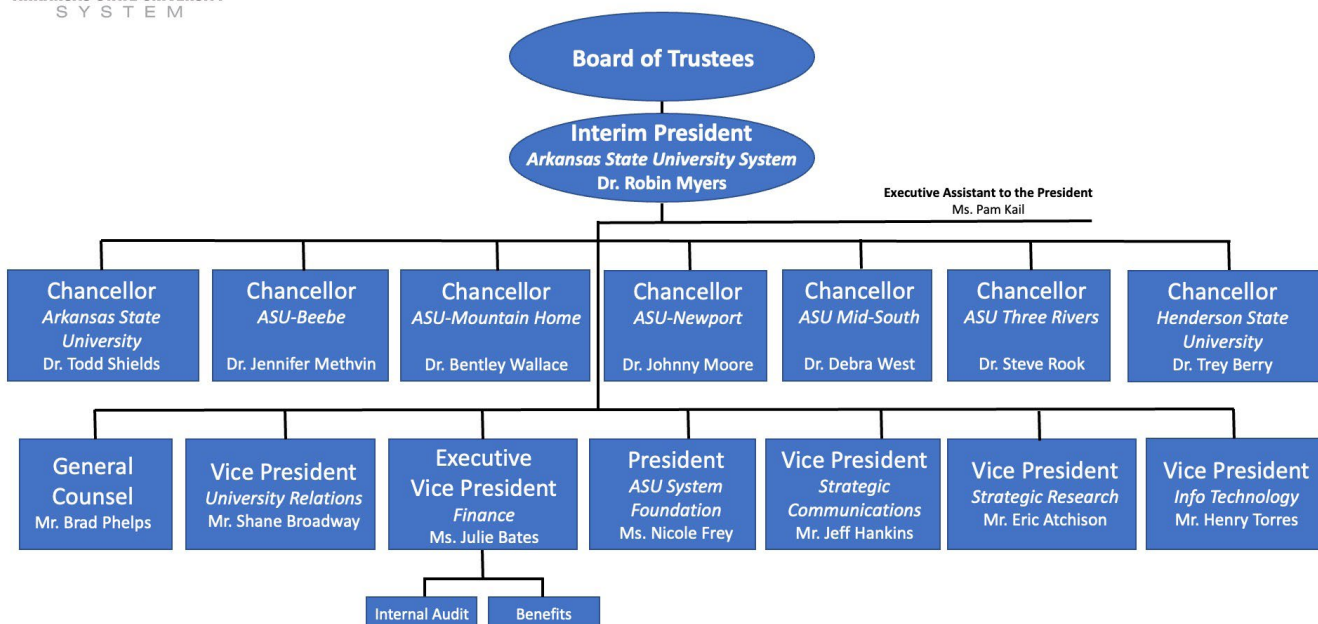 SYSTEM
Board of Trustees
Interim President
Arkansas State University System
Dr. Robin Myers
Executive Assistant to the President
Ms. Pam Kail
Chancellor
Arkansas State
University
Dr. Todd Shields
Chancellor
ASU-Beebe
Dr. Jennifer Methvin
Chancellor
ASU-Mountain Home
Dr. Bentley Wallace
Chancellor
ASU-Newport
Dr. Johnny Moore
Chancellor
ASU Mid-South
Dr. Debra West
Chancellor
ASU Three Rivers
Dr. Steve Rook
Chancellor
Henderson State
University
Dr. Trey Berry
General
Counsel
Mr. Brad Phelps
Vice President
University Relations
Mr. Shane Broadway
Executive
Vice President
Finance
Ms. Julie Bates
President
ASU System
Foundation
Ms. Nicole Frey
Vice President
Strategic
Communications
Mr. Jeff Hankins
Vice President
Strategic Research
Mr. Eric Atchison
Vice President
Info Technology
Mr. Henry Torres
Internal Audit
Benefits